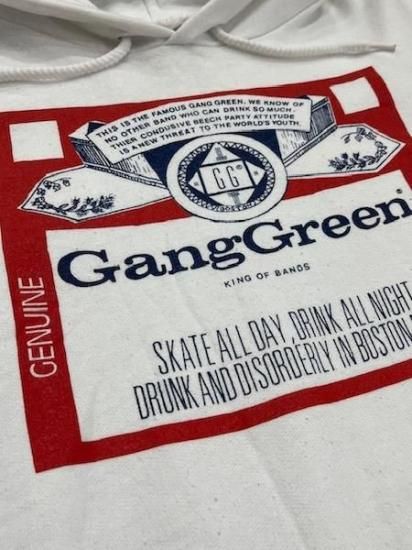 THIS IS THE FAMOUS GANG GREEN. WE KNOW OF
NO OTHER BAND WHO CAN DRINK SO MUCH.
THIER CONDUSIVE BEECH PARTY ATTITUDE
IS A NEW THREAT TO THE WORLD'S YOUTH.
GG
GangGreen
KING OF BANDS
GENUINE
SKATE ALL DAY, DRINK ALL NIGHT
DRUNK AND DISORDERLY IN BOSTON